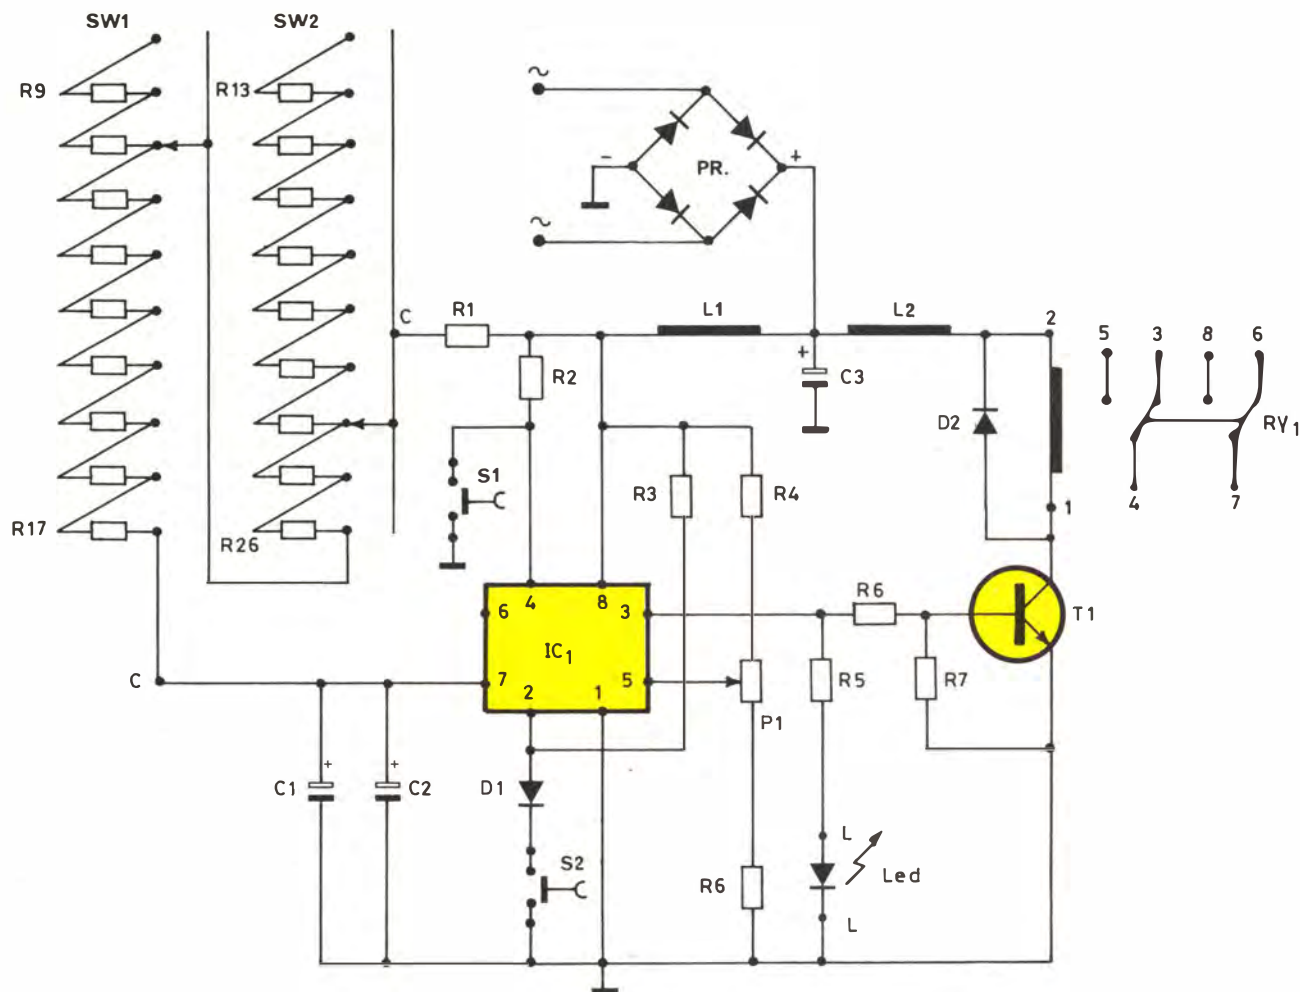 SW1 SW2
R9 R13
~
- PR. +
~
C R1 L1 L2 2 5 3 8 6
R2 + C3 D2 RY1
S1 R3 R4 4 7
1
R17 R26
6 4 8 3 R6 T1
IC1
C 7 2 1 5 R5 R7
P1
C1 + C2 + D1
S2 L
R6 Led
L